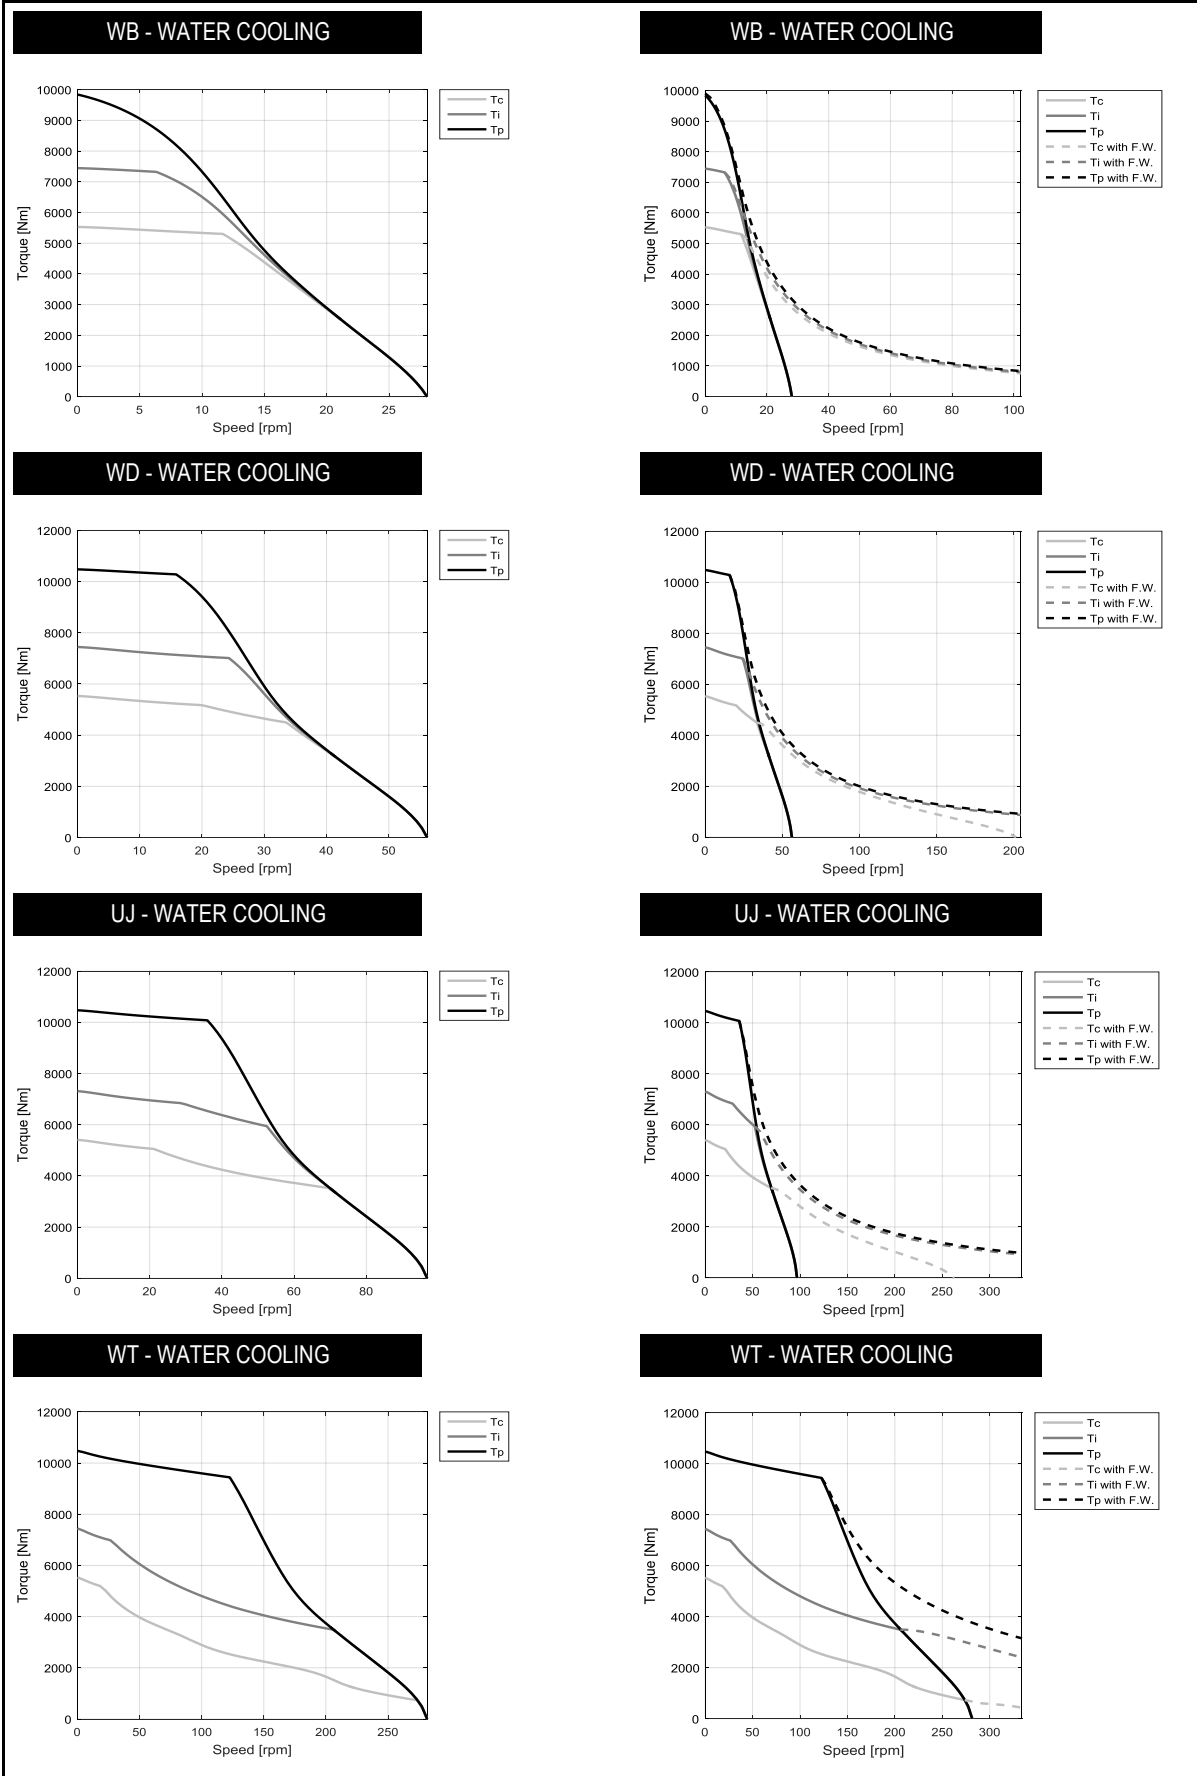 WB - WATER COOLING
10000
9000
8000
7000
6000
5000
4000
3000
2000
1000
0
0 5 10 15 20 25
Torque [Nm]
Speed [rpm]
Tc
Ti
Tp
WB - WATER COOLING
10000
9000
8000
7000
6000
5000
4000
3000
2000
1000
0
0 20 40 60 80 100
Torque [Nm]
Speed [rpm]
Tc
Ti
Tp
Tc with F.W.
Ti with F.W.
Tp with F.W.
WD - WATER COOLING
12000
10000
8000
6000
4000
2000
0
0 10 20 30 40 50
Torque [Nm]
Speed [rpm]
Tc
Ti
Tp
WD - WATER COOLING
12000
10000
8000
6000
4000
2000
0
0 50 100 150 200
Torque [Nm]
Speed [rpm]
Tc
Ti
Tp
Tc with F.W.
Ti with F.W.
Tp with F.W.
UJ - WATER COOLING
12000
10000
8000
6000
4000
2000
0
0 20 40 60 80
Torque [Nm]
Speed [rpm]
Tc
Ti
Tp
UJ - WATER COOLING
12000
10000
8000
6000
4000
2000
0
0 50 100 150 200 250 300
Torque [Nm]
Speed [rpm]
Tc
Ti
Tp
Tc with F.W.
Ti with F.W.
Tp with F.W.
WT - WATER COOLING
12000
10000
8000
6000
4000
2000
0
0 50 100 150 200 250
Torque [Nm]
Speed [rpm]
Tc
Ti
Tp
WT - WATER COOLING
12000
10000
8000
6000
4000
2000
0
0 50 100 150 200 250 300
Torque [Nm]
Speed [rpm]
Tc
Ti
Tp
Tc with F.W.
Ti with F.W.
Tp with F.W.